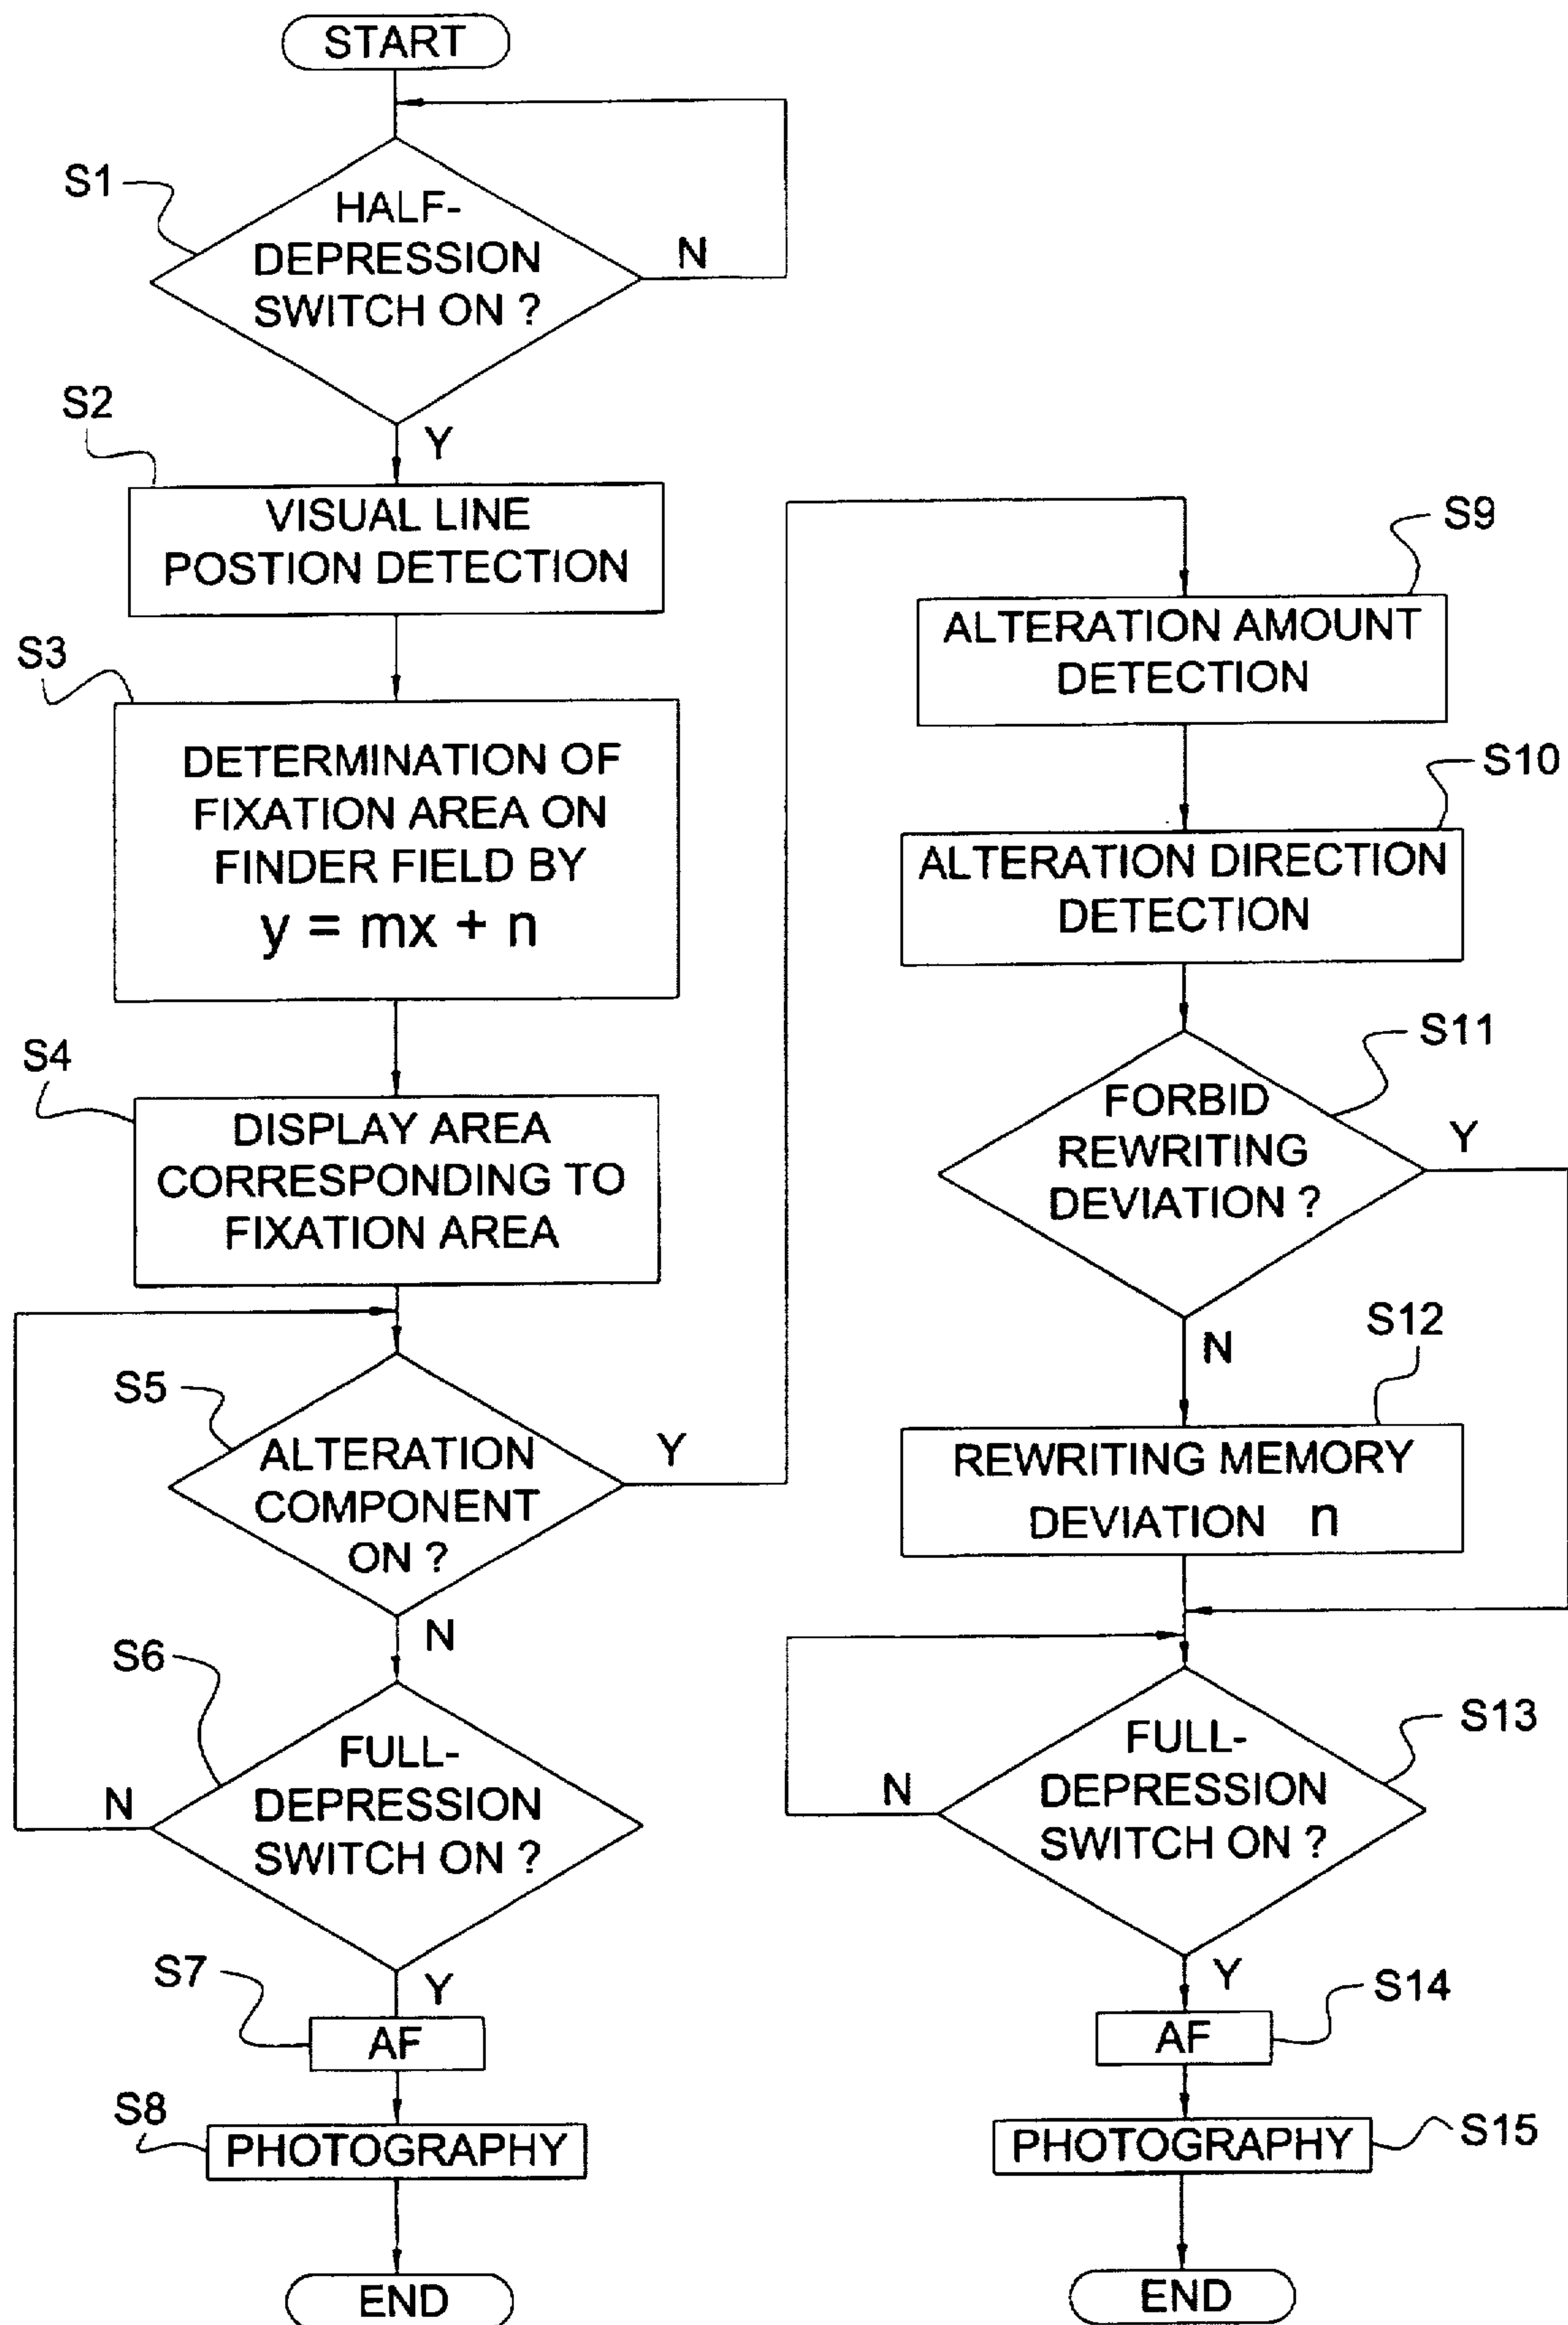 START
S1
HALF-
DEPRESSION
SWITCH ON ?
N
Y
S2
VISUAL LINE
POSTION DETECTION
S3
DETERMINATION OF
FIXATION AREA ON
FINDER FIELD BY
y = mx + n
S4
DISPLAY AREA
CORRESPONDING TO
FIXATION AREA
S5
ALTERATION
COMPONENT
ON ?
Y
N
S6
FULL-
DEPRESSION
SWITCH ON ?
N
Y
S7
AF
S8
PHOTOGRAPHY
END
S9
ALTERATION AMOUNT
DETECTION
S10
ALTERATION DIRECTION
DETECTION
S11
FORBID
REWRITING
DEVIATION ?
Y
N
S12
REWRITING MEMORY
DEVIATION n
S13
FULL-
DEPRESSION
SWITCH ON ?
N
Y
S14
AF
S15
PHOTOGRAPHY
END